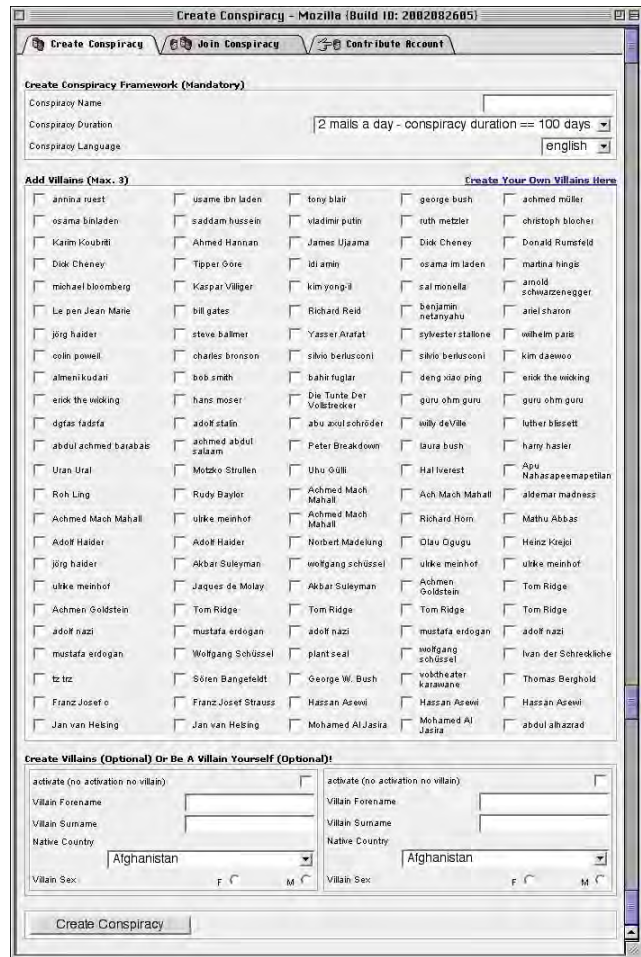 Create Conspiracy - Mozilla {Build ID: 2002082605}
Create Conspiracy Join Conspiracy Contribute Account
Create Conspiracy Framework (Mandatory)
Conspiracy Name
Conspiracy Duration 2 mails a day - conspiracy duration == 100 days
Conspiracy Language english
Add Villains (Max. 3) Create Your Own Villains Here
annina ruest usame ibn laden tony blair george bush achmed müller
osama binladen saddam hussein vladimir putin ruth metzler christoph blocher
Karim Koubriti Ahmed Hannan James Ujaama Dick Cheney Donald Rumsfeld
Dick Cheney Tipper Gore idi amin osama im laden martina hingis
michael bloomberg Kaspar Villiger kim yong-il sal monella arnold schwarzenegger
Le pen Jean Marie bill gates Richard Reid benjamin netanyahu ariel sharon
jörg haider steve ballmer Yasser Arafat sylvester stallone wilhelm paris
colin powell charles bronson silvio berlusconi silvio berlusconi kim daewoo
almeni kudari bob smith bahir fuglar deng xiao ping erick the wicking
erick the wicking hans moser Die Tunte Der Vollstrecker guru ohm guru guru ohm guru
dgfas fadsfa adolf stalin abu axul schröder willy deVille luther blissett
abdul achmed barabais achmed abdul salaam Peter Breakdown laura bush harry hasler
Uran Ural Motzko Strullen Uhu Gülli Hal Iverest Apu Nahasapeemapetilan
Roh Ling Rudy Baylor Achmed Mach Mahall Ach Mach Mahall aldemar madness
Achmed Mach Mahall ulrike meinhof Achmed Mach Mahall Richard Horn Mathu Abbas
Adolf Haider Adolf Haider Norbert Madelung Olau Ogugu Heinz Krejci
jörg haider Akbar Suleyman wolfgang schüssel ulrike meinhof ulrike meinhof
ulrike meinhof Jaques de Molay Akbar Suleyman Achmen Goldstein Tom Ridge
Achmen Goldstein Tom Ridge Tom Ridge Tom Ridge Tom Ridge
adolf nazi mustafa erdogan adolf nazi mustafa erdogan adolf nazi
mustafa erdogan Wolfgang Schüssel plant seal wolfgang schüssel Ivan der Schreckliche
tz trz Sören Bangefeldt George W. Bush volxtheater karawane Thomas Berghold
Franz Josef o Franz Josef Strauss Hassan Asewi Hassan Asewi Hassan Asewi
Jan van Helsing Jan van Helsing Mohamed Al Jasira Mohamed Al Jasira abdul alhazrad
Create Villains (Optional) Or Be A Villain Yourself (Optional)!
activate (no activation no villain) activate (no activation no villain)
Villain Forename Villain Forename
Villain Surname Villain Surname
Native Country Native Country
Afghanistan Afghanistan
Villain Sex F M Villain Sex F M
Create Conspiracy